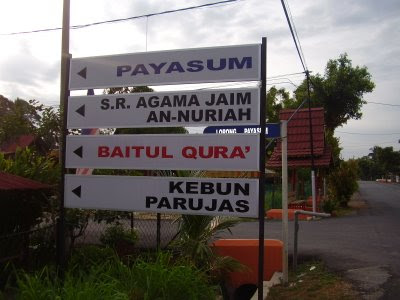 PAYASUM
S.R. AGAMA JAIM
AN-NURIAH
LORONG PAYASUM
BAITUL QURA'
KEBUN
PARUJAS